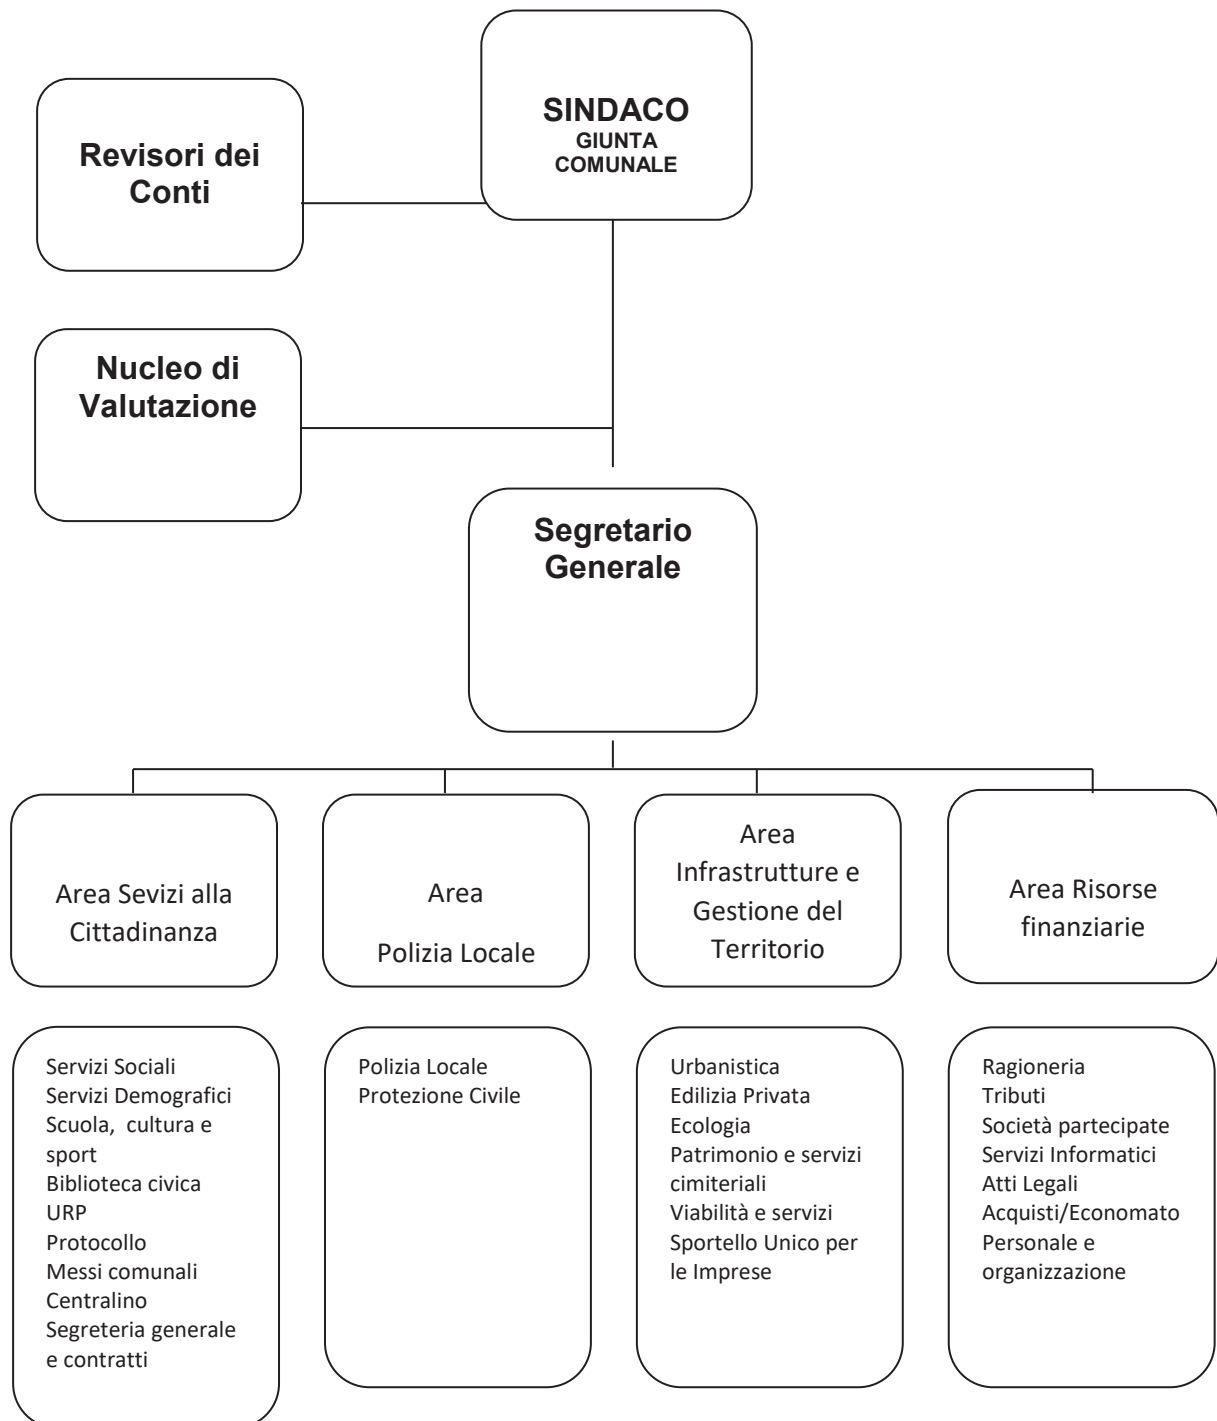 SINDACO
GIUNTA
COMUNALE
Revisori dei
Conti
Nucleo di
Valutazione
Segretario
Generale
Area Sevizi alla
Cittadinanza
Area
Polizia Locale
Area
Infrastrutture e
Gestione del
Territorio
Area Risorse
finanziarie
Servizi Sociali
Servizi Demografici
Scuola,  cultura e
sport
Biblioteca civica
URP
Protocollo
Messi comunali
Centralino
Segreteria generale
e contratti
Polizia Locale
Protezione Civile
Urbanistica
Edilizia Privata
Ecologia
Patrimonio e servizi
cimiteriali
Viabilità e servizi
Sportello Unico per
le Imprese
Ragioneria
Tributi
Società partecipate
Servizi Informatici
Atti Legali
Acquisti/Economato
Personale e
organizzazione